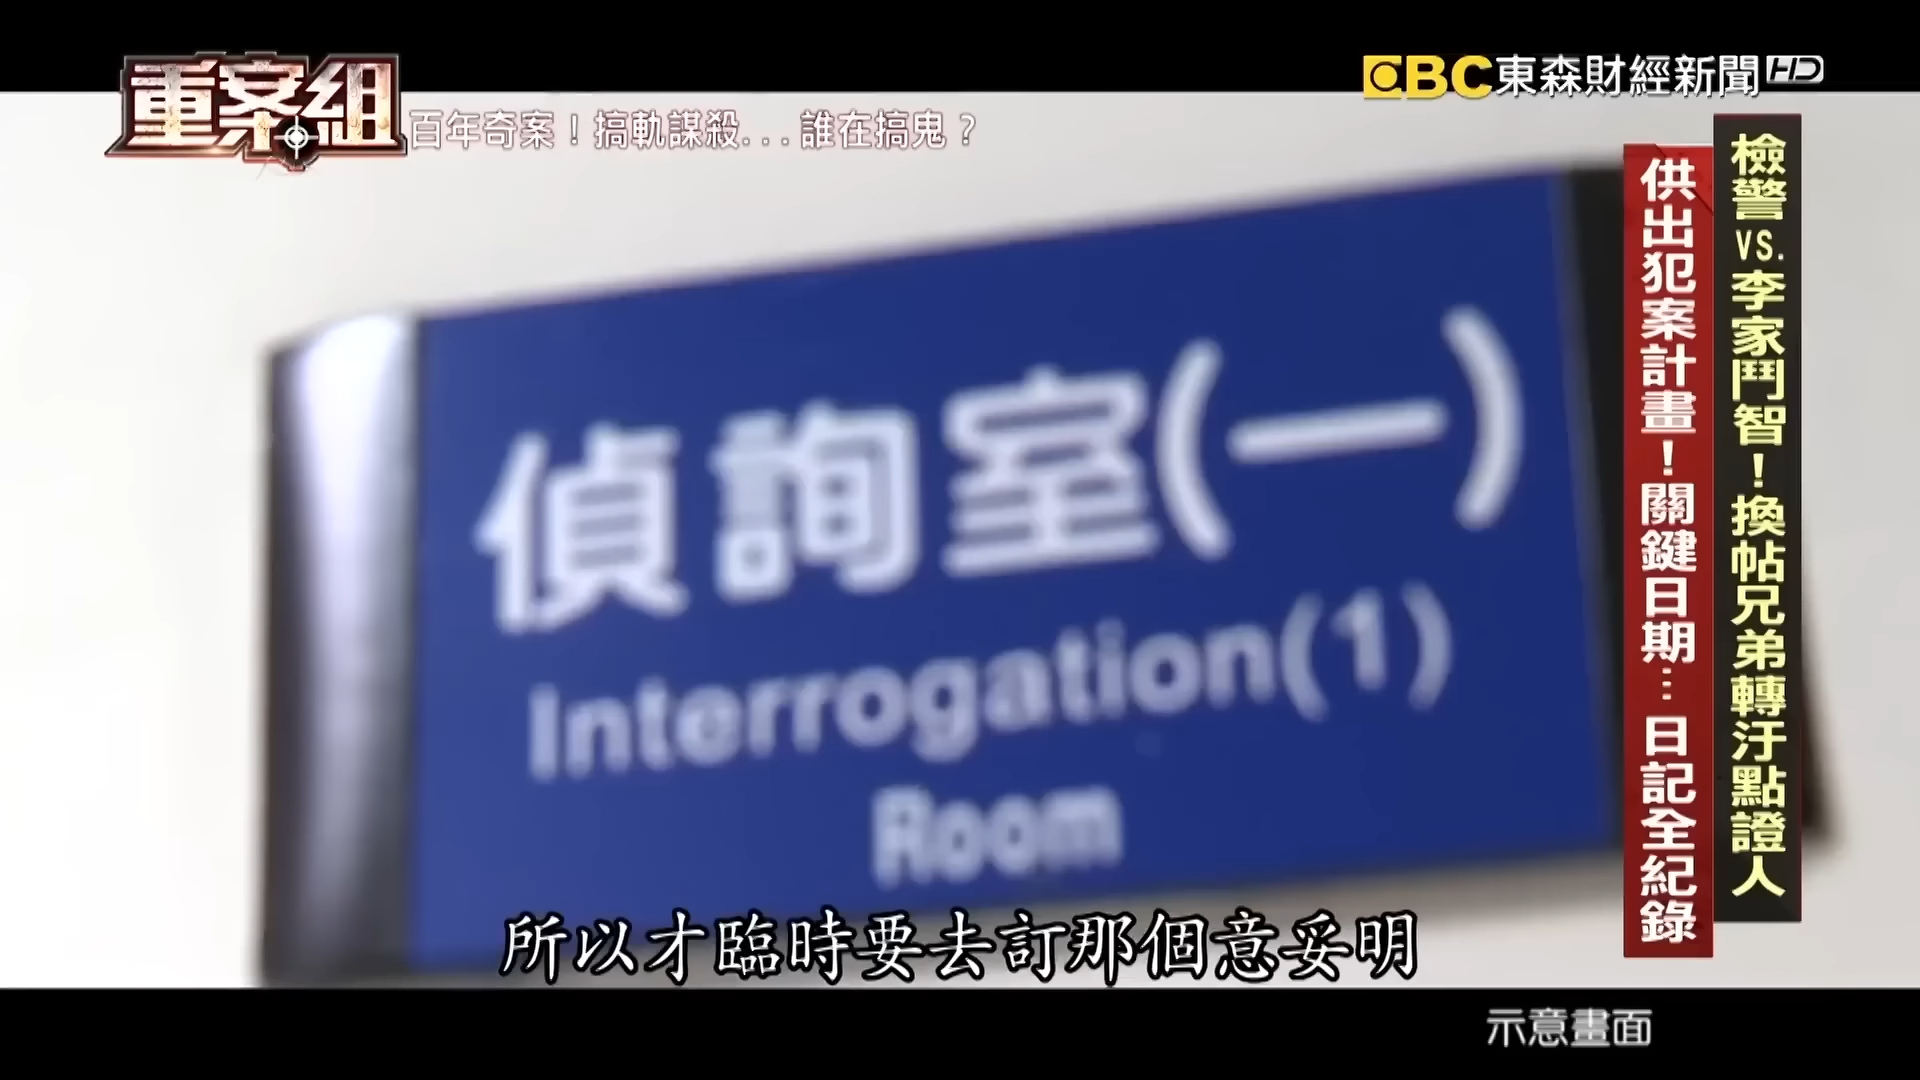 重案組
百年奇案！搞軌謀殺...誰在搞鬼？
EBC東森財經新聞HD
檢警vs.李家鬥智！換帖兄弟轉汙點證人
供出犯案計畫！關鍵日期…日記全紀錄
偵詢室(一)
Interrogation(1)
Room
所以才臨時要去訂那個意妥明
示意畫面